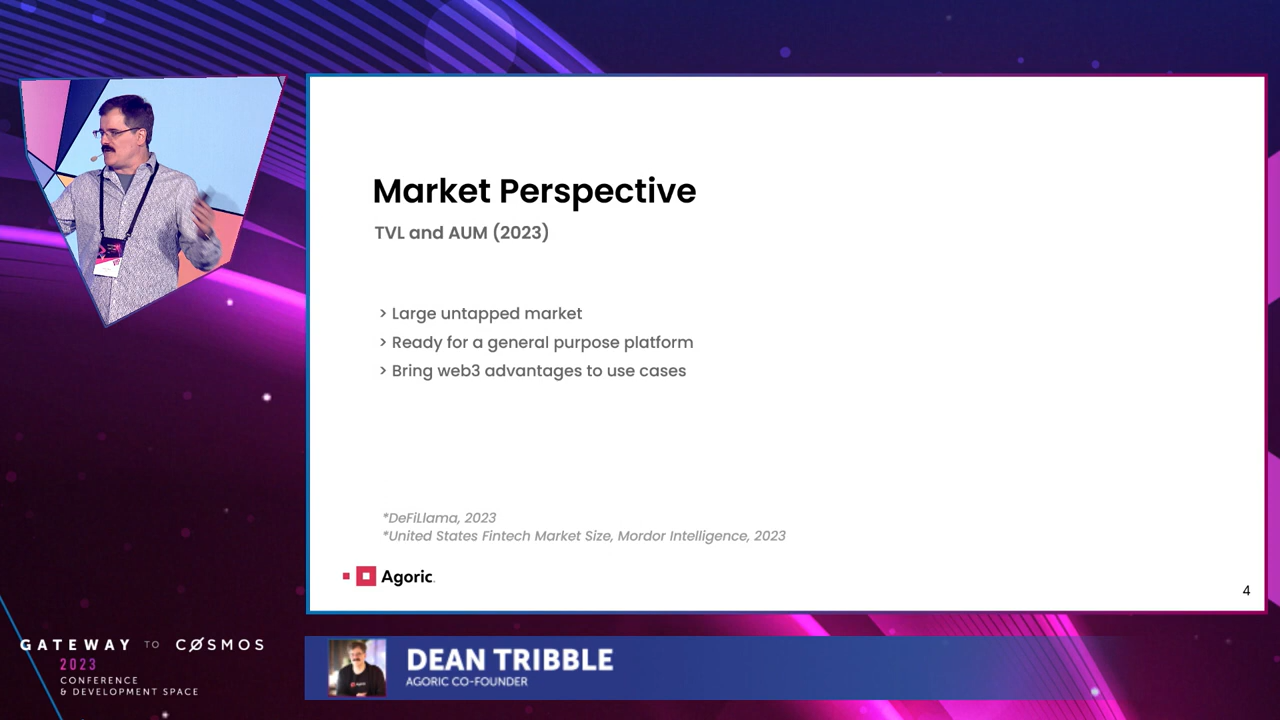 Market Perspective
TVL and AUM (2023)
> Large untapped market
> Ready for a general purpose platform
> Bring web3 advantages to use cases
*DeFiLlama, 2023
*United States Fintech Market Size, Mordor Intelligence, 2023
Agoric.
4
GATEWAY TO CØSMOS
2023
CONFERENCE
& DEVELOPMENT SPACE
DEAN TRIBBLE
AGORIC CO-FOUNDER